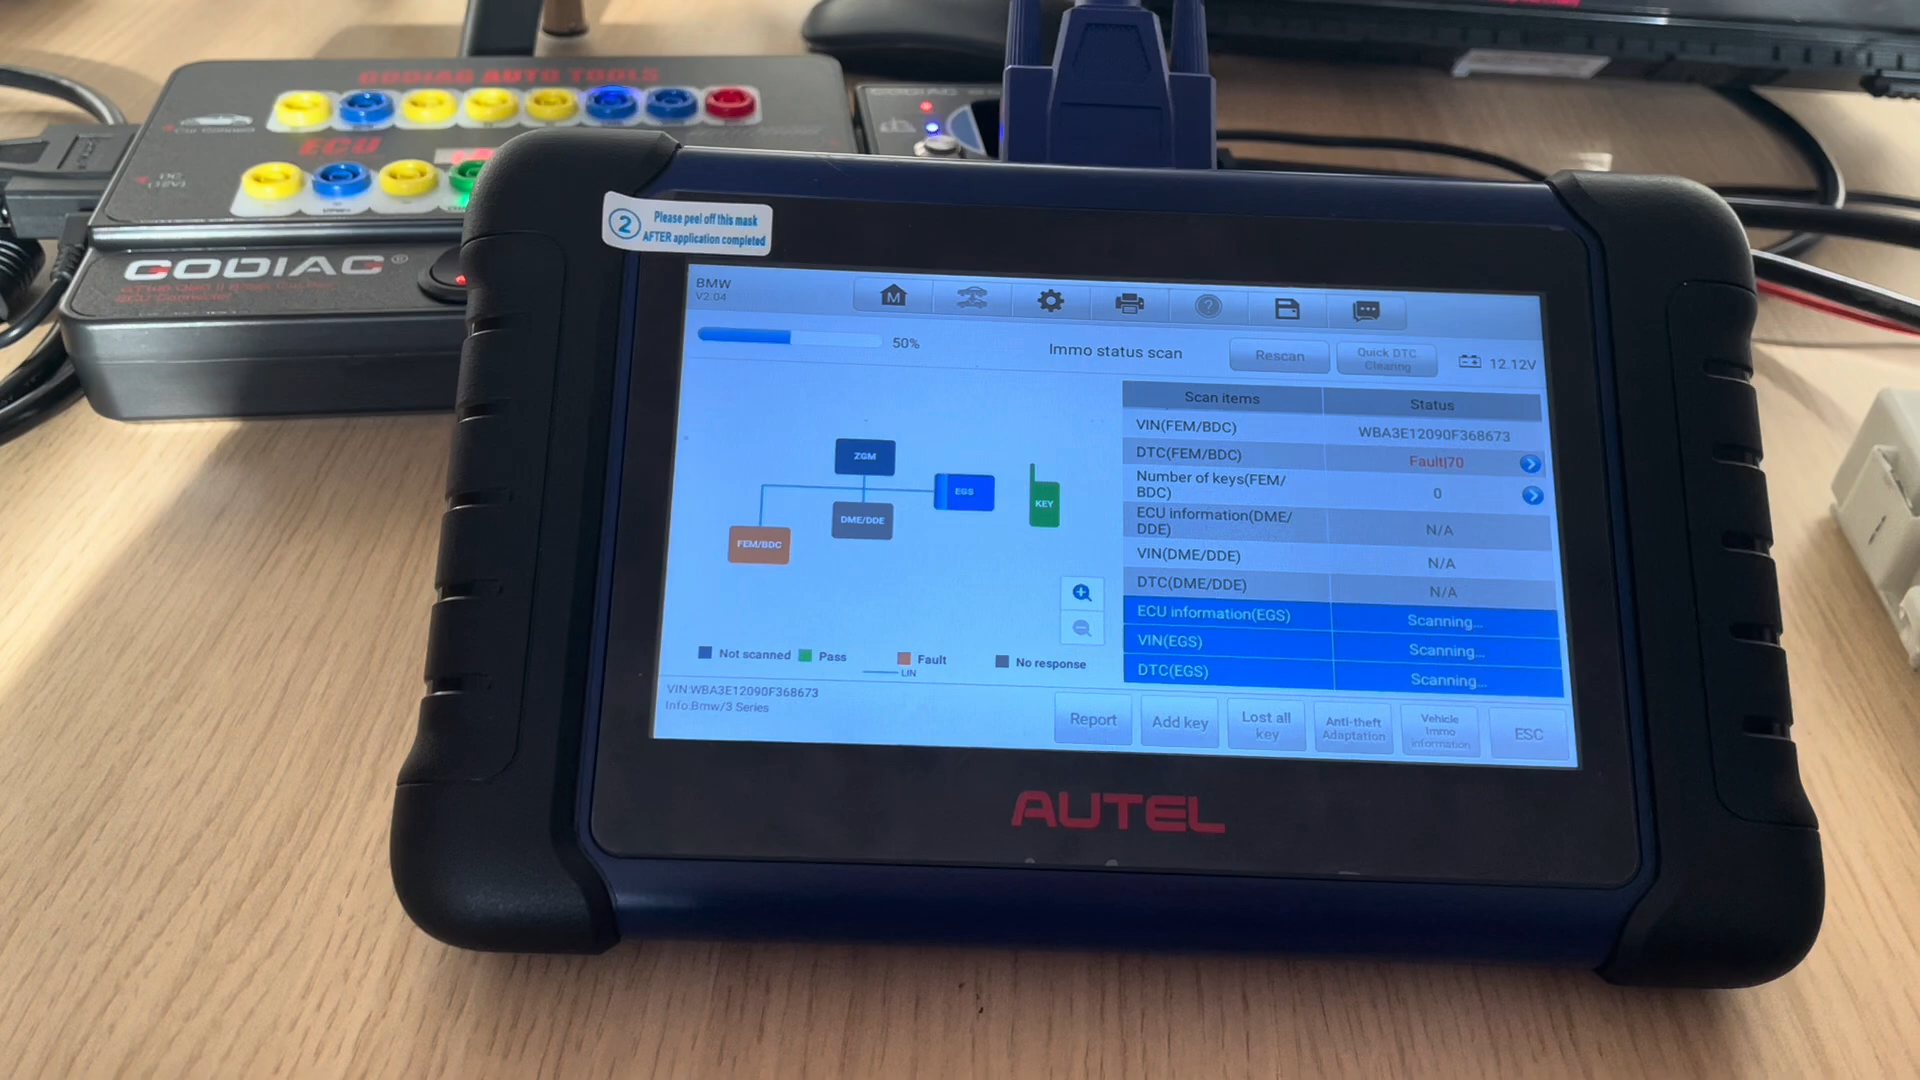 GODIAC AUTO TOOLS
ECU
GODIAC®
ECU Connector
2
Please peel off this mask
AFTER application completed
BMW
V2.04
M
?
50%
Immo status scan
Rescan
Quick DTC
Clearing
12.12V
Scan items
Status
VIN(FEM/BDC)
WBA3E12090F368673
DTC(FEM/BDC)
Fault|70
Number of keys(FEM/
BDC)
0
ECU information(DME/
DDE)
N/A
VIN(DME/DDE)
N/A
DTC(DME/DDE)
N/A
ECU information(EGS)
Scanning...
VIN(EGS)
Scanning...
DTC(EGS)
Scanning...
ZGM
EGS
KEY
DME/DDE
FEM/BDC
Not scanned
Pass
Fault
No response
LIN
VIN:WBA3E12090F368673
Info:Bmw/3 Series
Report
Add key
Lost all
key
Anti-theft
Adaptation
Vehicle
Immo
information
ESC
AUTEL